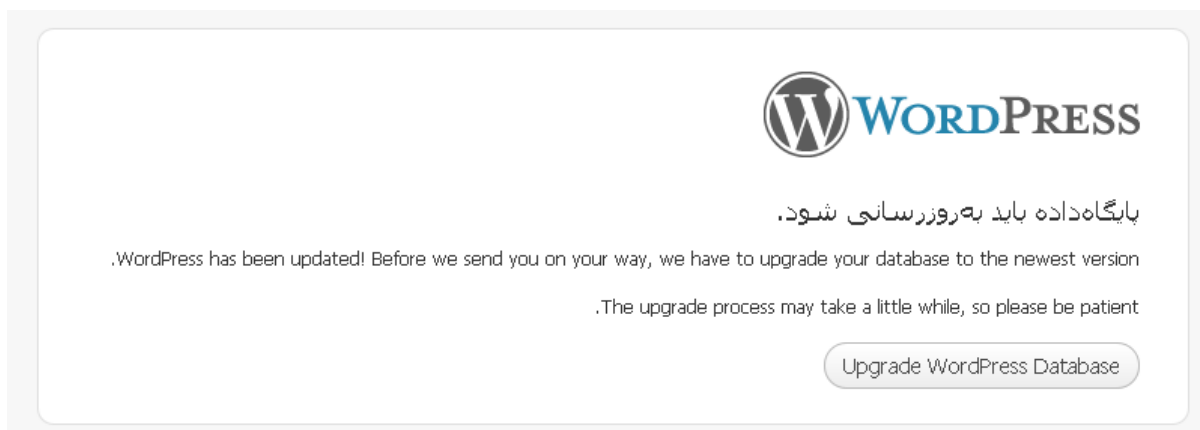 WORDPRESS
پایگاه‌داده باید به‌روزرسانی شود.
WordPress has been updated! Before we send you on your way, we have to upgrade your database to the newest version.
The upgrade process may take a little while, so please be patient.
Upgrade WordPress Database